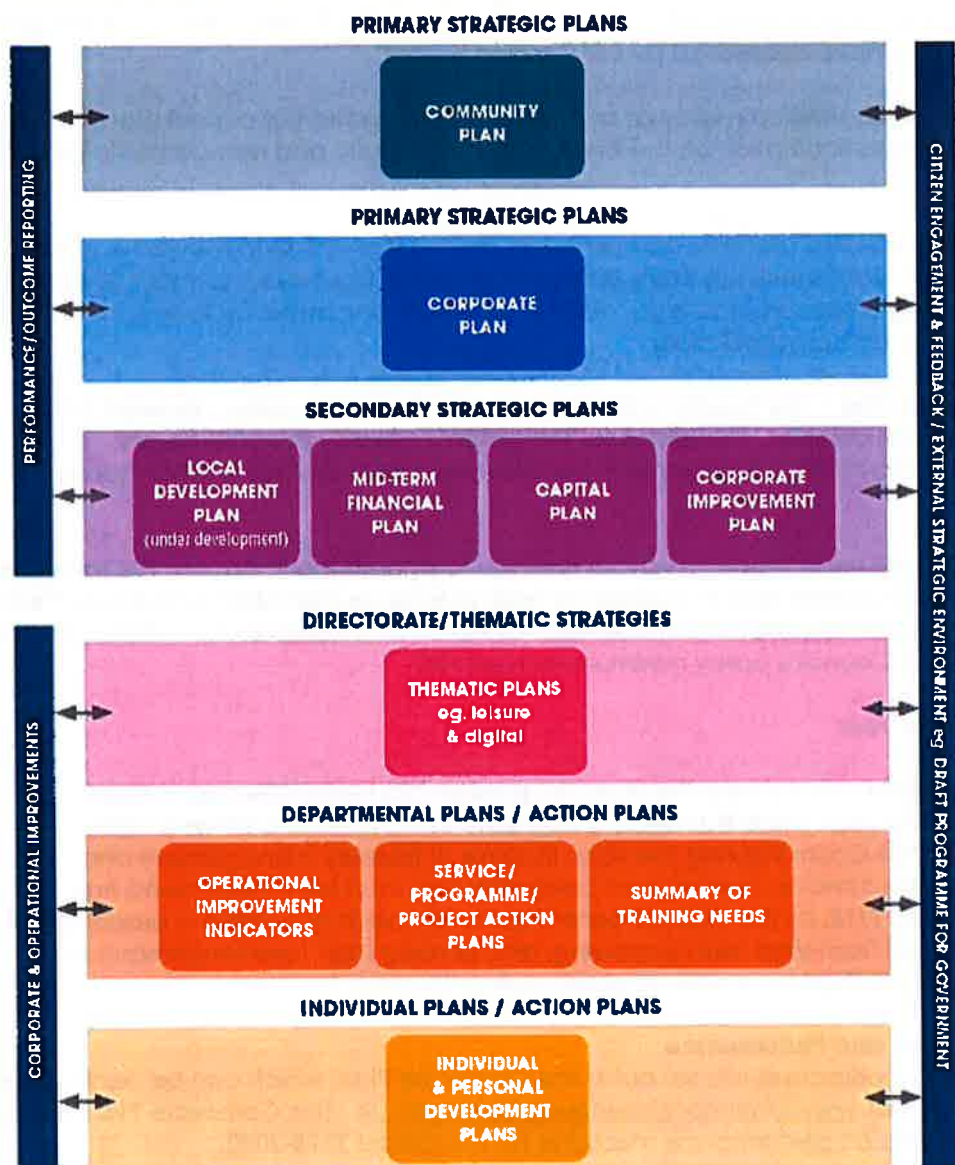 PRIMARY STRATEGIC PLANS
COMMUNITY
PLAN
PRIMARY STRATEGIC PLANS
CORPORATE
PLAN
SECONDARY STRATEGIC PLANS
LOCAL
DEVELOPMENT
PLAN
(under development)
MID-TERM
FINANCIAL
PLAN
CAPITAL
PLAN
CORPORATE
IMPROVEMENT
PLAN
DIRECTORATE/THEMATIC STRATEGIES
THEMATIC PLANS
eg. leisure
& digital
DEPARTMENTAL PLANS / ACTION PLANS
OPERATIONAL
IMPROVEMENT
INDICATORS
SERVICE/
PROGRAMME/
PROJECT ACTION
PLANS
SUMMARY OF
TRAINING NEEDS
INDIVIDUAL PLANS / ACTION PLANS
INDIVIDUAL
& PERSONAL
DEVELOPMENT
PLANS
PERFORMANCE/OUTCOME REPORTING
CORPORATE & OPERATIONAL IMPROVEMENTS
CITIZEN ENGAGEMENT & FEEDBACK / EXTERNAL STRATEGIC ENVIRONMENT eg DRAFT PROGRAMME FOR GOVERNMENT